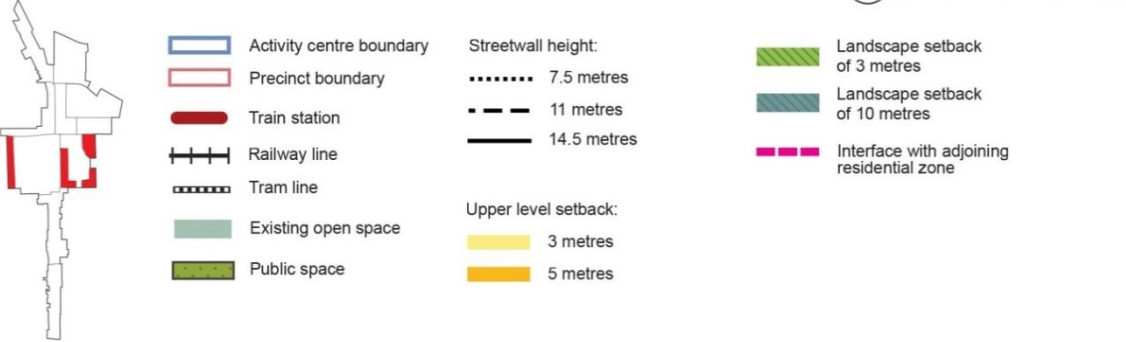 Activity centre boundary
Precinct boundary
Train station
Railway line
Tram line
Existing open space
Public space
Streetwall height:
7.5 metres
11 metres
14.5 metres
Upper level setback:
3 metres
5 metres
Landscape setback
of 3 metres
Landscape setback
of 10 metres
Interface with adjoining
residential zone